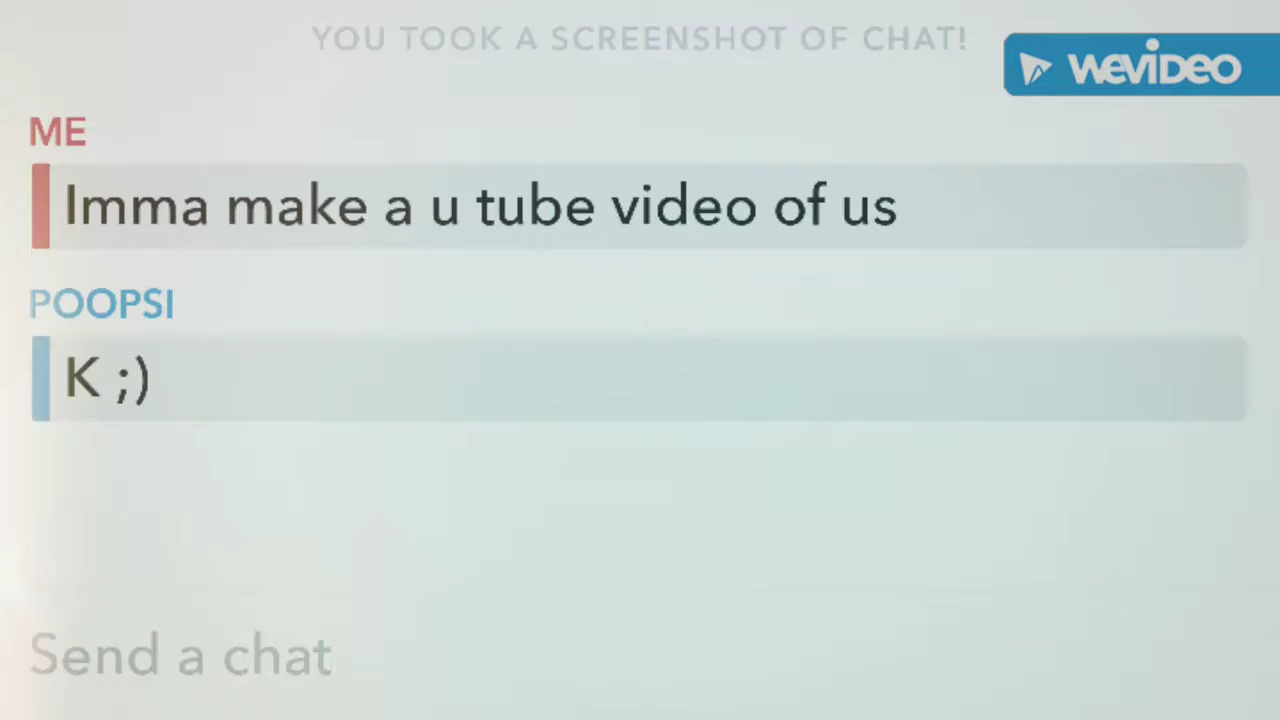 YOU TOOK A SCREENSHOT OF CHAT!
WEVIDEO
ME
Imma make a u tube video of us
POOPSI
K ;)
Send a chat